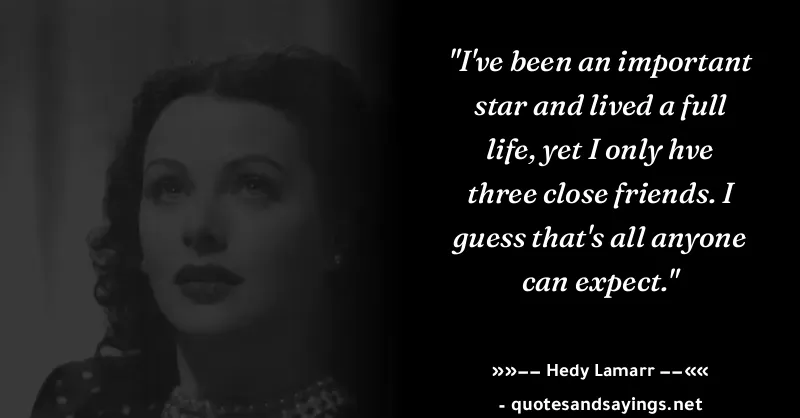 "I've been an important
star and lived a full
life, yet I only hve
three close friends. I
guess that's all anyone
can expect."
»»–– Hedy Lamarr ––««
- quotesandsayings.net